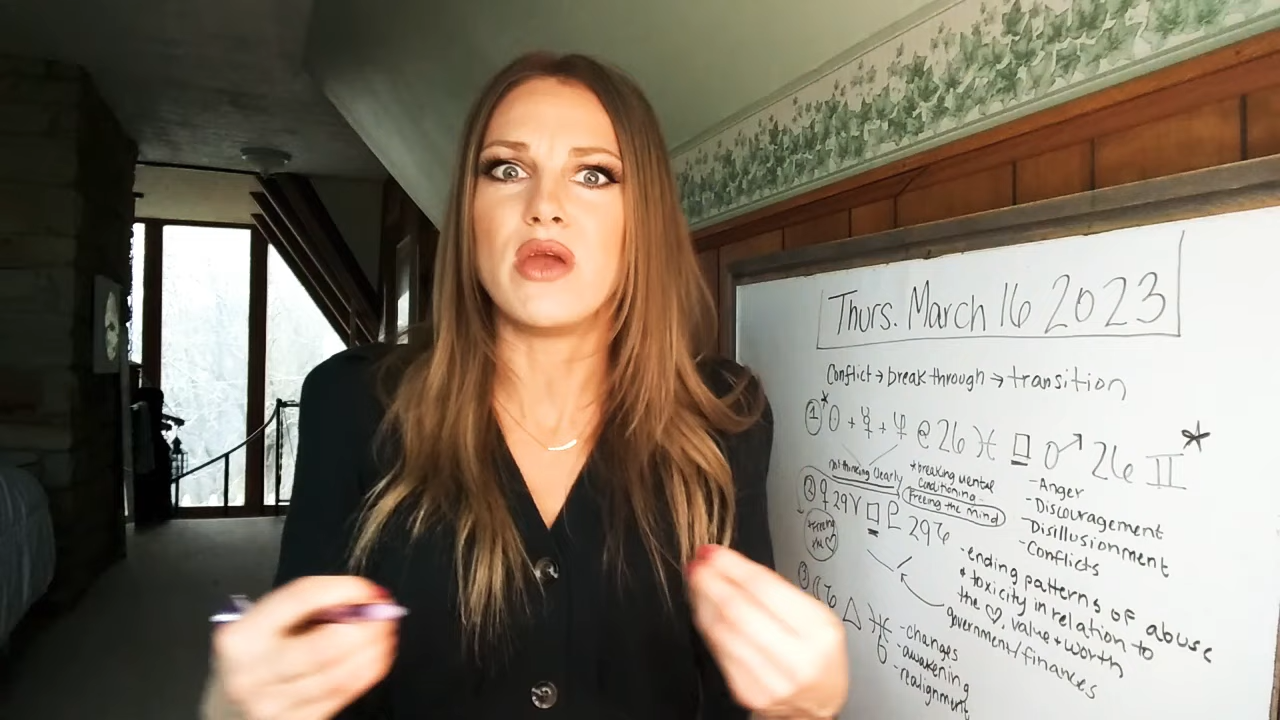 Thurs. March 16 2023
Conflict → break through → transition
① * ☉ + ☿ + ♆ @ 26 ♓ □ ♂ 26 ♊ *
not thinking clearly
* breaking mental
conditioning -
Freeing the mind
- Anger
- Discouragement
- Disillusionment
- Conflicts
② ♀ 29 ♈ □ ♇ 29 ♑
* Freeing
the ♡
- ending patterns of abuse
& toxicity in relation to
the ♡, value + worth
government/finances
③ ☾ ♑ △ ♅
- changes
- awakening
- realignment